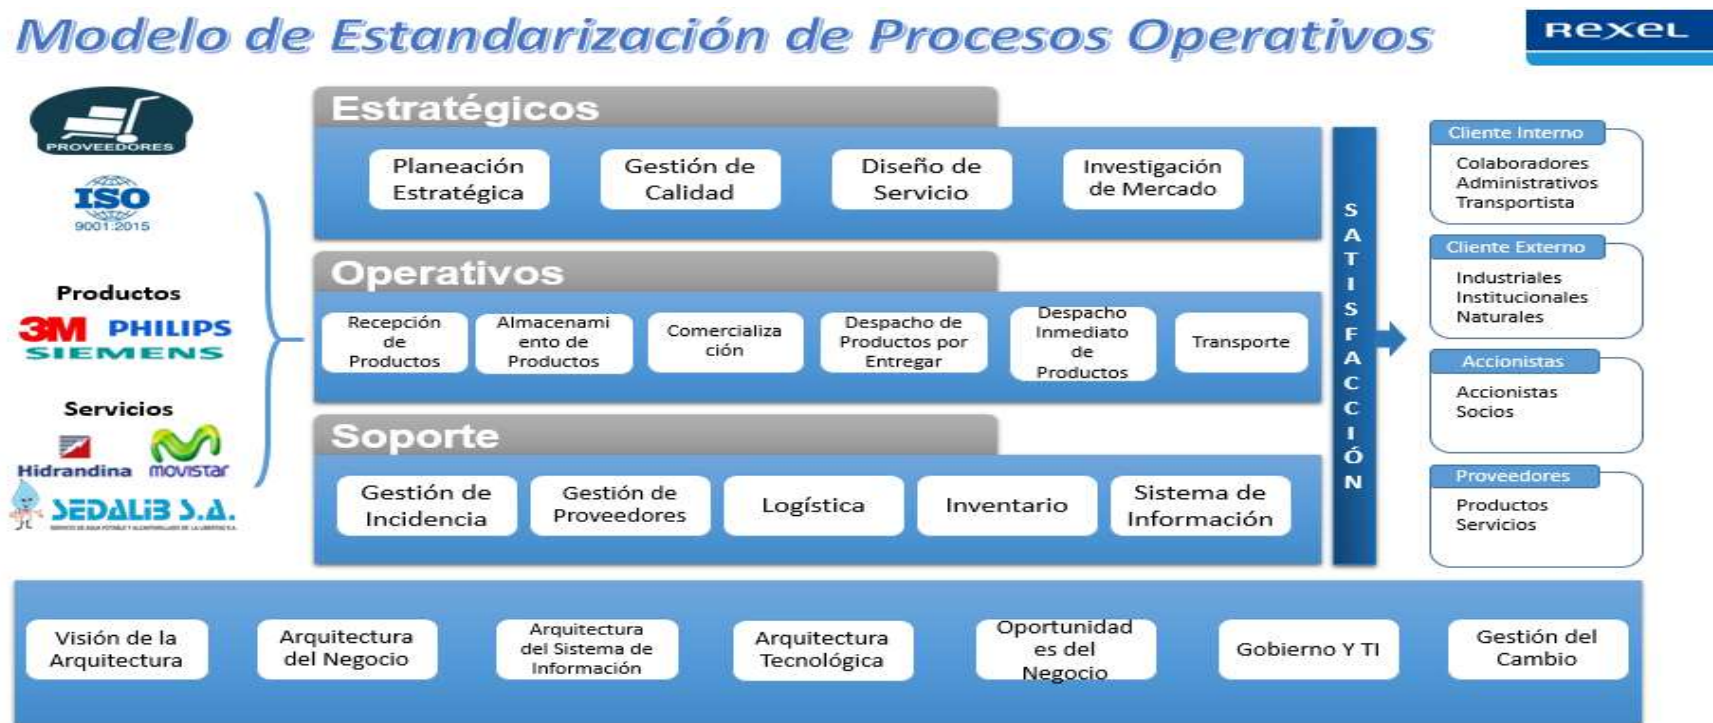 Modelo de Estandarización de Procesos Operativos
Rexel
PROVEEDORES
ISO
9001:2015
Productos
3M PHILIPS
SIEMENS
Servicios
Hidrandina movistar
SEDALIB S.A.
Estratégicos
Planeación
Estratégica
Gestión de
Calidad
Diseño de
Servicio
Investigación
de Mercado
Operativos
Recepción
de
Productos
Almacenami
ento de
Productos
Comercializa
ción
Despacho de
Productos por
Entregar
Despacho
Inmediato
de
Productos
Transporte
Soporte
Gestión de
Incidencia
Gestión de
Proveedores
Logística
Inventario
Sistema de
Información
SATISFACCIÓN
Cliente Interno
Colaboradores
Administrativos
Transportista
Cliente Externo
Industriales
Institucionales
Naturales
Accionistas
Accionistas
Socios
Proveedores
Productos
Servicios
Visión de la
Arquitectura
Arquitectura
del Negocio
Arquitectura
del Sistema de
Información
Arquitectura
Tecnológica
Oportunidad
es del
Negocio
Gobierno Y TI
Gestión del
Cambio